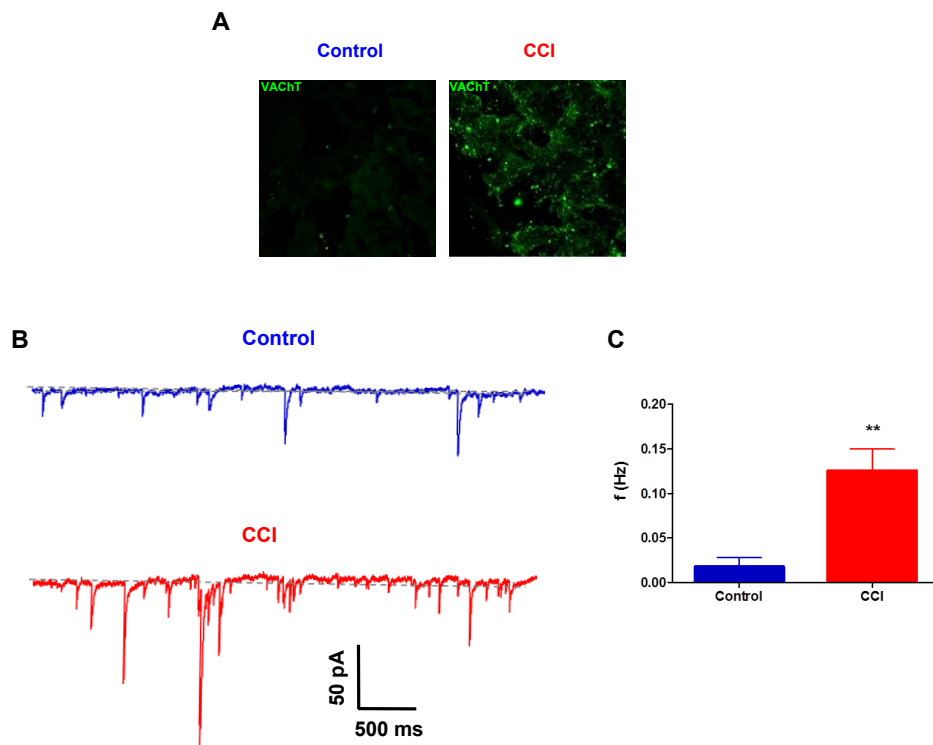 A
Control CCI
VAChT VAChT
B
Control
CCI
50 pA
500 ms
C
f (Hz)
0.20
0.15
0.10
0.05
0.00
**
Control CCI